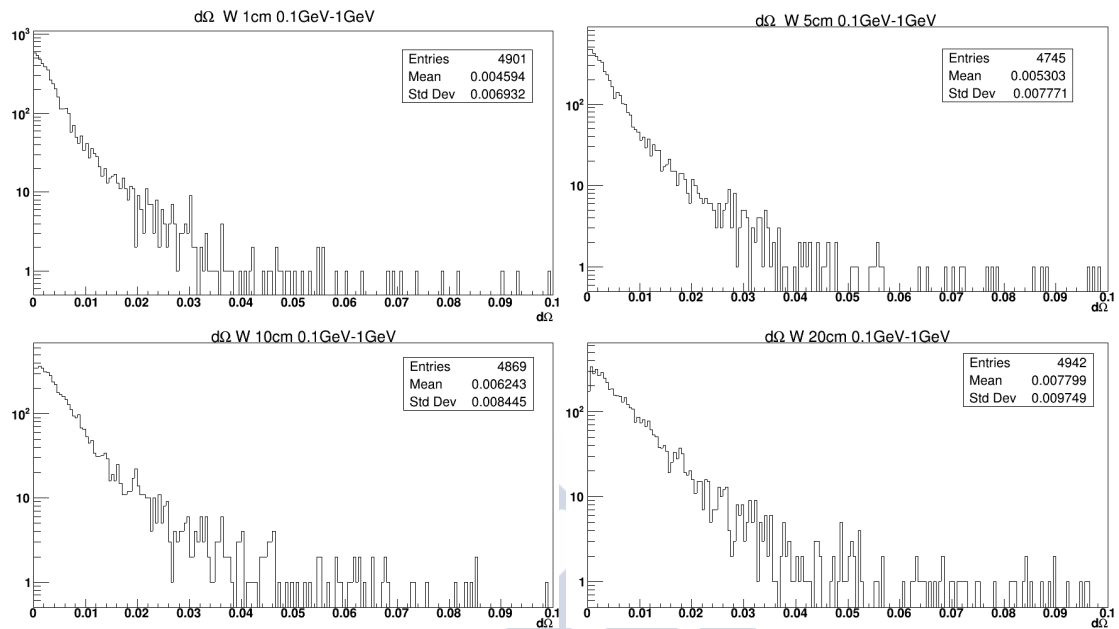 dΩ W 1cm 0.1GeV-1GeV
Entries 4901
Mean 0.004594
Std Dev 0.006932
10³
10²
10
1
0 0.01 0.02 0.03 0.04 0.05 0.06 0.07 0.08 0.09 0.1
dΩ
dΩ W 5cm 0.1GeV-1GeV
Entries 4745
Mean 0.005303
Std Dev 0.007771
10²
10
1
0 0.01 0.02 0.03 0.04 0.05 0.06 0.07 0.08 0.09 0.1
dΩ
dΩ W 10cm 0.1GeV-1GeV
Entries 4869
Mean 0.006243
Std Dev 0.008445
10²
10
1
0 0.01 0.02 0.03 0.04 0.05 0.06 0.07 0.08 0.09 0.1
dΩ
dΩ W 20cm 0.1GeV-1GeV
Entries 4942
Mean 0.007799
Std Dev 0.009749
10²
10
1
0 0.01 0.02 0.03 0.04 0.05 0.06 0.07 0.08 0.09 0.1
dΩ